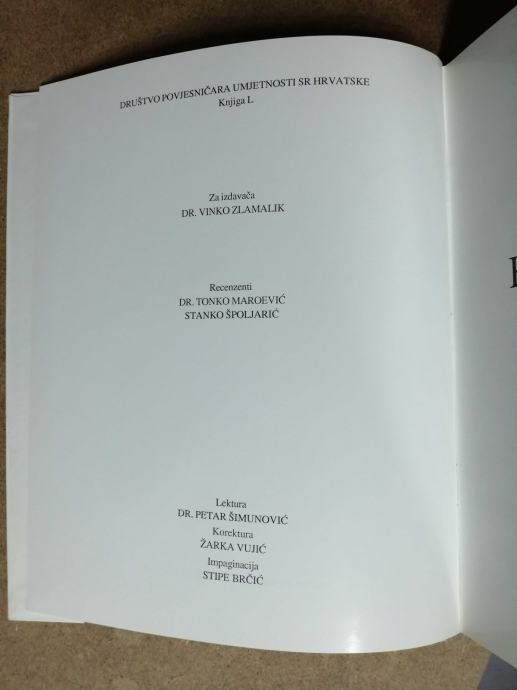 DRUŠTVO POVJESNIČARA UMJETNOSTI SR HRVATSKE
Knjiga L
Za izdavača
DR. VINKO ZLAMALIK
Recenzenti
DR. TONKO MAROEVIĆ
STANKO ŠPOLJARIĆ
Lektura
DR. PETAR ŠIMUNOVIĆ
Korektura
ŽARKA VUJIĆ
Impaginacija
STIPE BRČIĆ